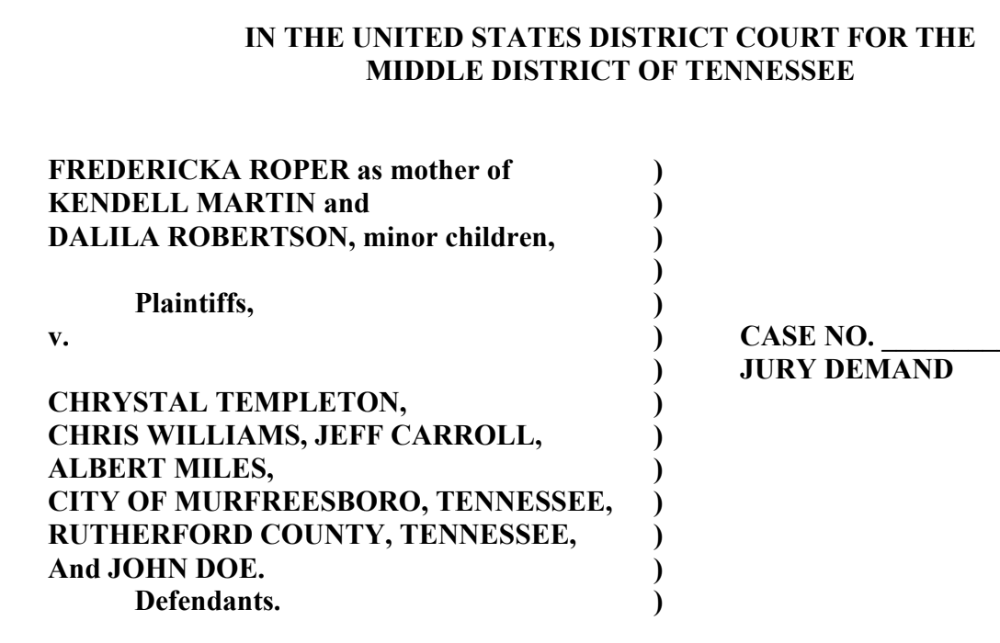 IN THE UNITED STATES DISTRICT COURT FOR THE
MIDDLE DISTRICT OF TENNESSEE
FREDERICKA ROPER as mother of )
KENDELL MARTIN and )
DALILA ROBERTSON, minor children, )
)
Plaintiffs, )
v. ) CASE NO. _________
) JURY DEMAND
CHRYSTAL TEMPLETON, )
CHRIS WILLIAMS, JEFF CARROLL, )
ALBERT MILES, )
CITY OF MURFREESBORO, TENNESSEE, )
RUTHERFORD COUNTY, TENNESSEE, )
And JOHN DOE. )
Defendants. )